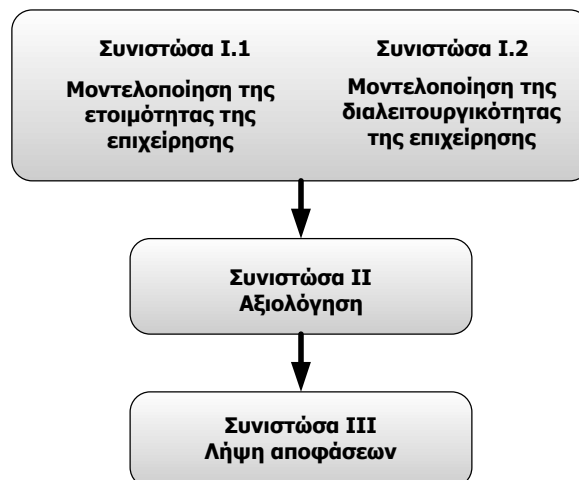 Συνιστώσα Ι.1
Μοντελοποίηση της
ετοιμότητας της
επιχείρησης
Συνιστώσα Ι.2
Μοντελοποίηση της
διαλειτουργικότητας
της επιχείρησης
Συνιστώσα ΙΙ
Αξιολόγηση
Συνιστώσα ΙΙΙ
Λήψη αποφάσεων